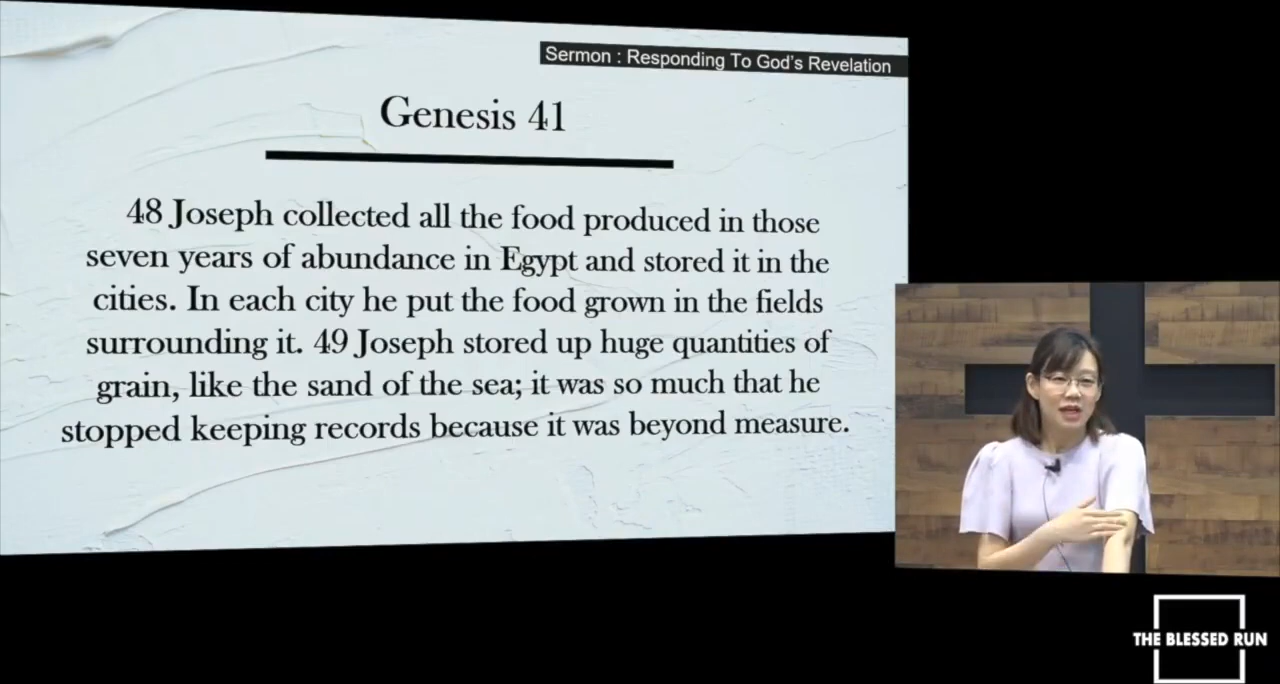 Sermon : Responding To God's Revelation
Genesis 41
48 Joseph collected all the food produced in those
seven years of abundance in Egypt and stored it in the
cities. In each city he put the food grown in the fields
surrounding it. 49 Joseph stored up huge quantities of
grain, like the sand of the sea; it was so much that he
stopped keeping records because it was beyond measure.
THE BLESSED RUN